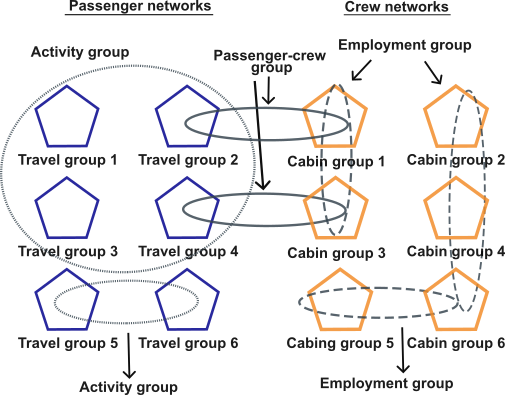 Passenger networks
Crew networks
Activity group
Passenger-crew
group
Employment group
Travel group 1
Travel group 2
Cabin group 1
Cabin group 2
Travel group 3
Travel group 4
Cabin group 3
Cabin group 4
Travel group 5
Travel group 6
Cabing group 5
Cabin group 6
Activity group
Employment group